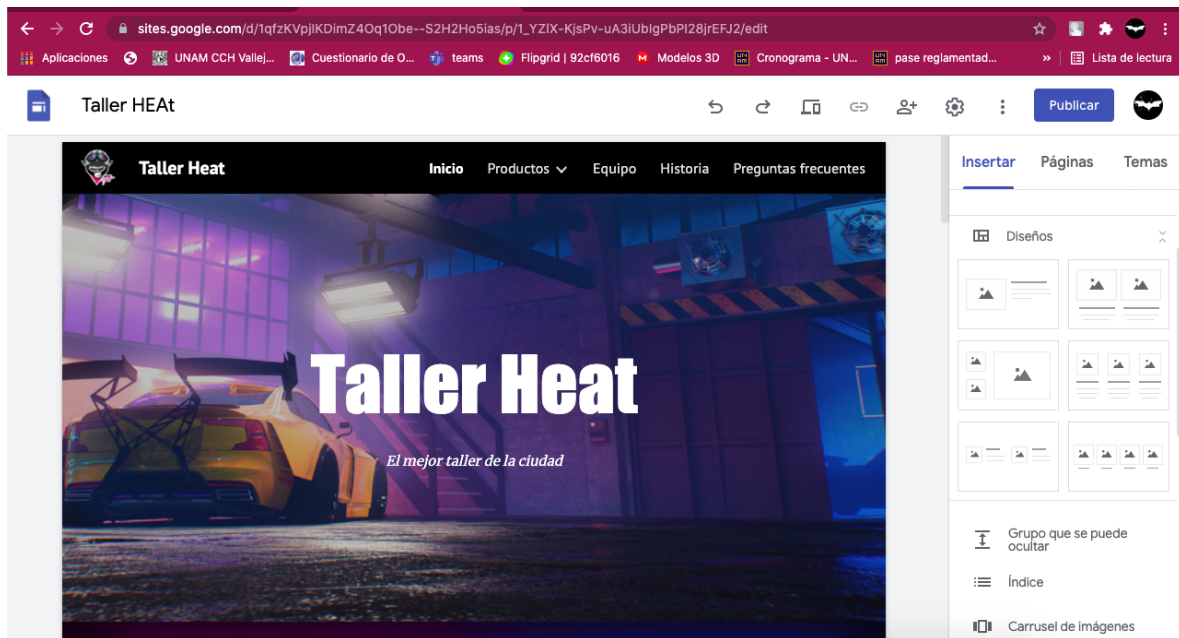 sites.google.com/d/1qfzKVpjlKDimZ4Oq1Obe--S2H2Ho5ias/p/1_YZlX-KjsPv-uA3iUblgPbPI28jrEFJ2/edit
Aplicaciones UNAM CCH Vallej... Cuestionario de O... teams Flipgrid | 92cf6016 Modelos 3D Cronograma - UN... pase reglamentad... » Lista de lectura
Taller HEAt Publicar
Insertar Páginas Temas
Taller Heat Inicio Productos Equipo Historia Preguntas frecuentes
Diseños
Taller Heat
El mejor taller de la ciudad
Grupo que se puede
ocultar
Índice
Carrusel de imágenes